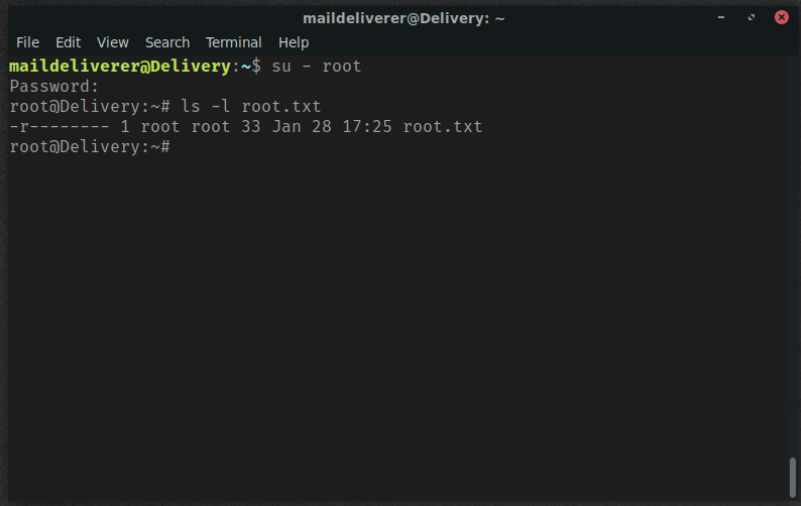 maildeliverer@Delivery: ~
File Edit View Search Terminal Help
maildeliverer@Delivery:~$ su - root
Password:
root@Delivery:~# ls -l root.txt
-r-------- 1 root root 33 Jan 28 17:25 root.txt
root@Delivery:~#